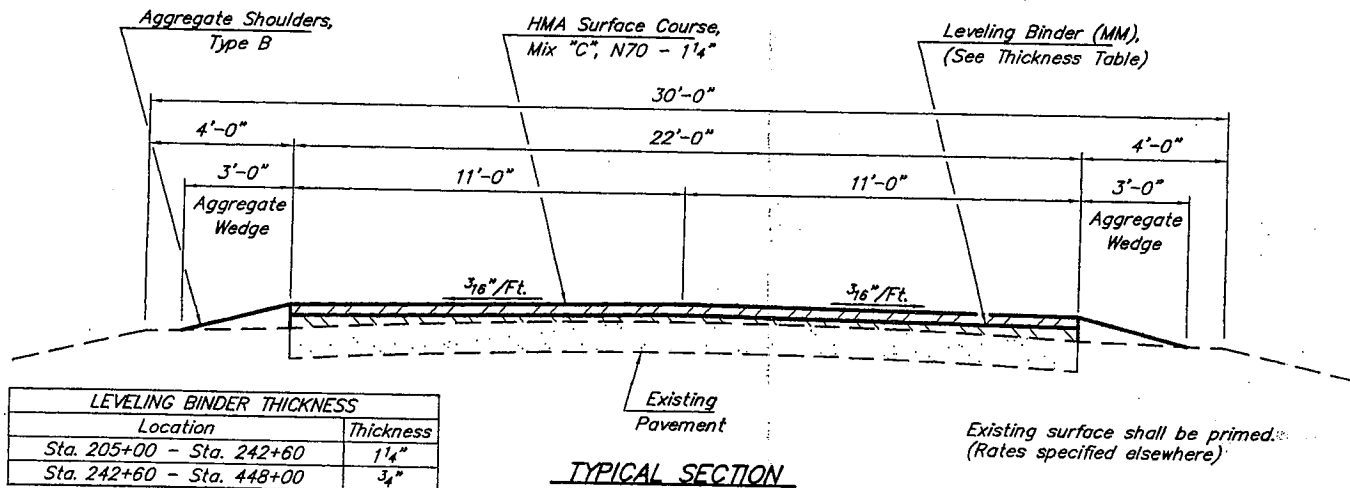 Aggregate Shoulders,
Type B
HMA Surface Course,
Mix "C", N70 - 1¼"
Leveling Binder (MM),
(See Thickness Table)
30'-0"
4'-0"
22'-0"
4'-0"
3'-0"
11'-0"
11'-0"
3'-0"
Aggregate
Wedge
Aggregate
Wedge
3⁄16"/Ft.
3⁄16"/Ft.
Existing
Pavement
LEVELING BINDER THICKNESS
Location Thickness
Sta. 205+00 - Sta. 242+60 1¼"
Sta. 242+60 - Sta. 448+00 ¾"
TYPICAL SECTION
Existing surface shall be primed.
(Rates specified elsewhere)